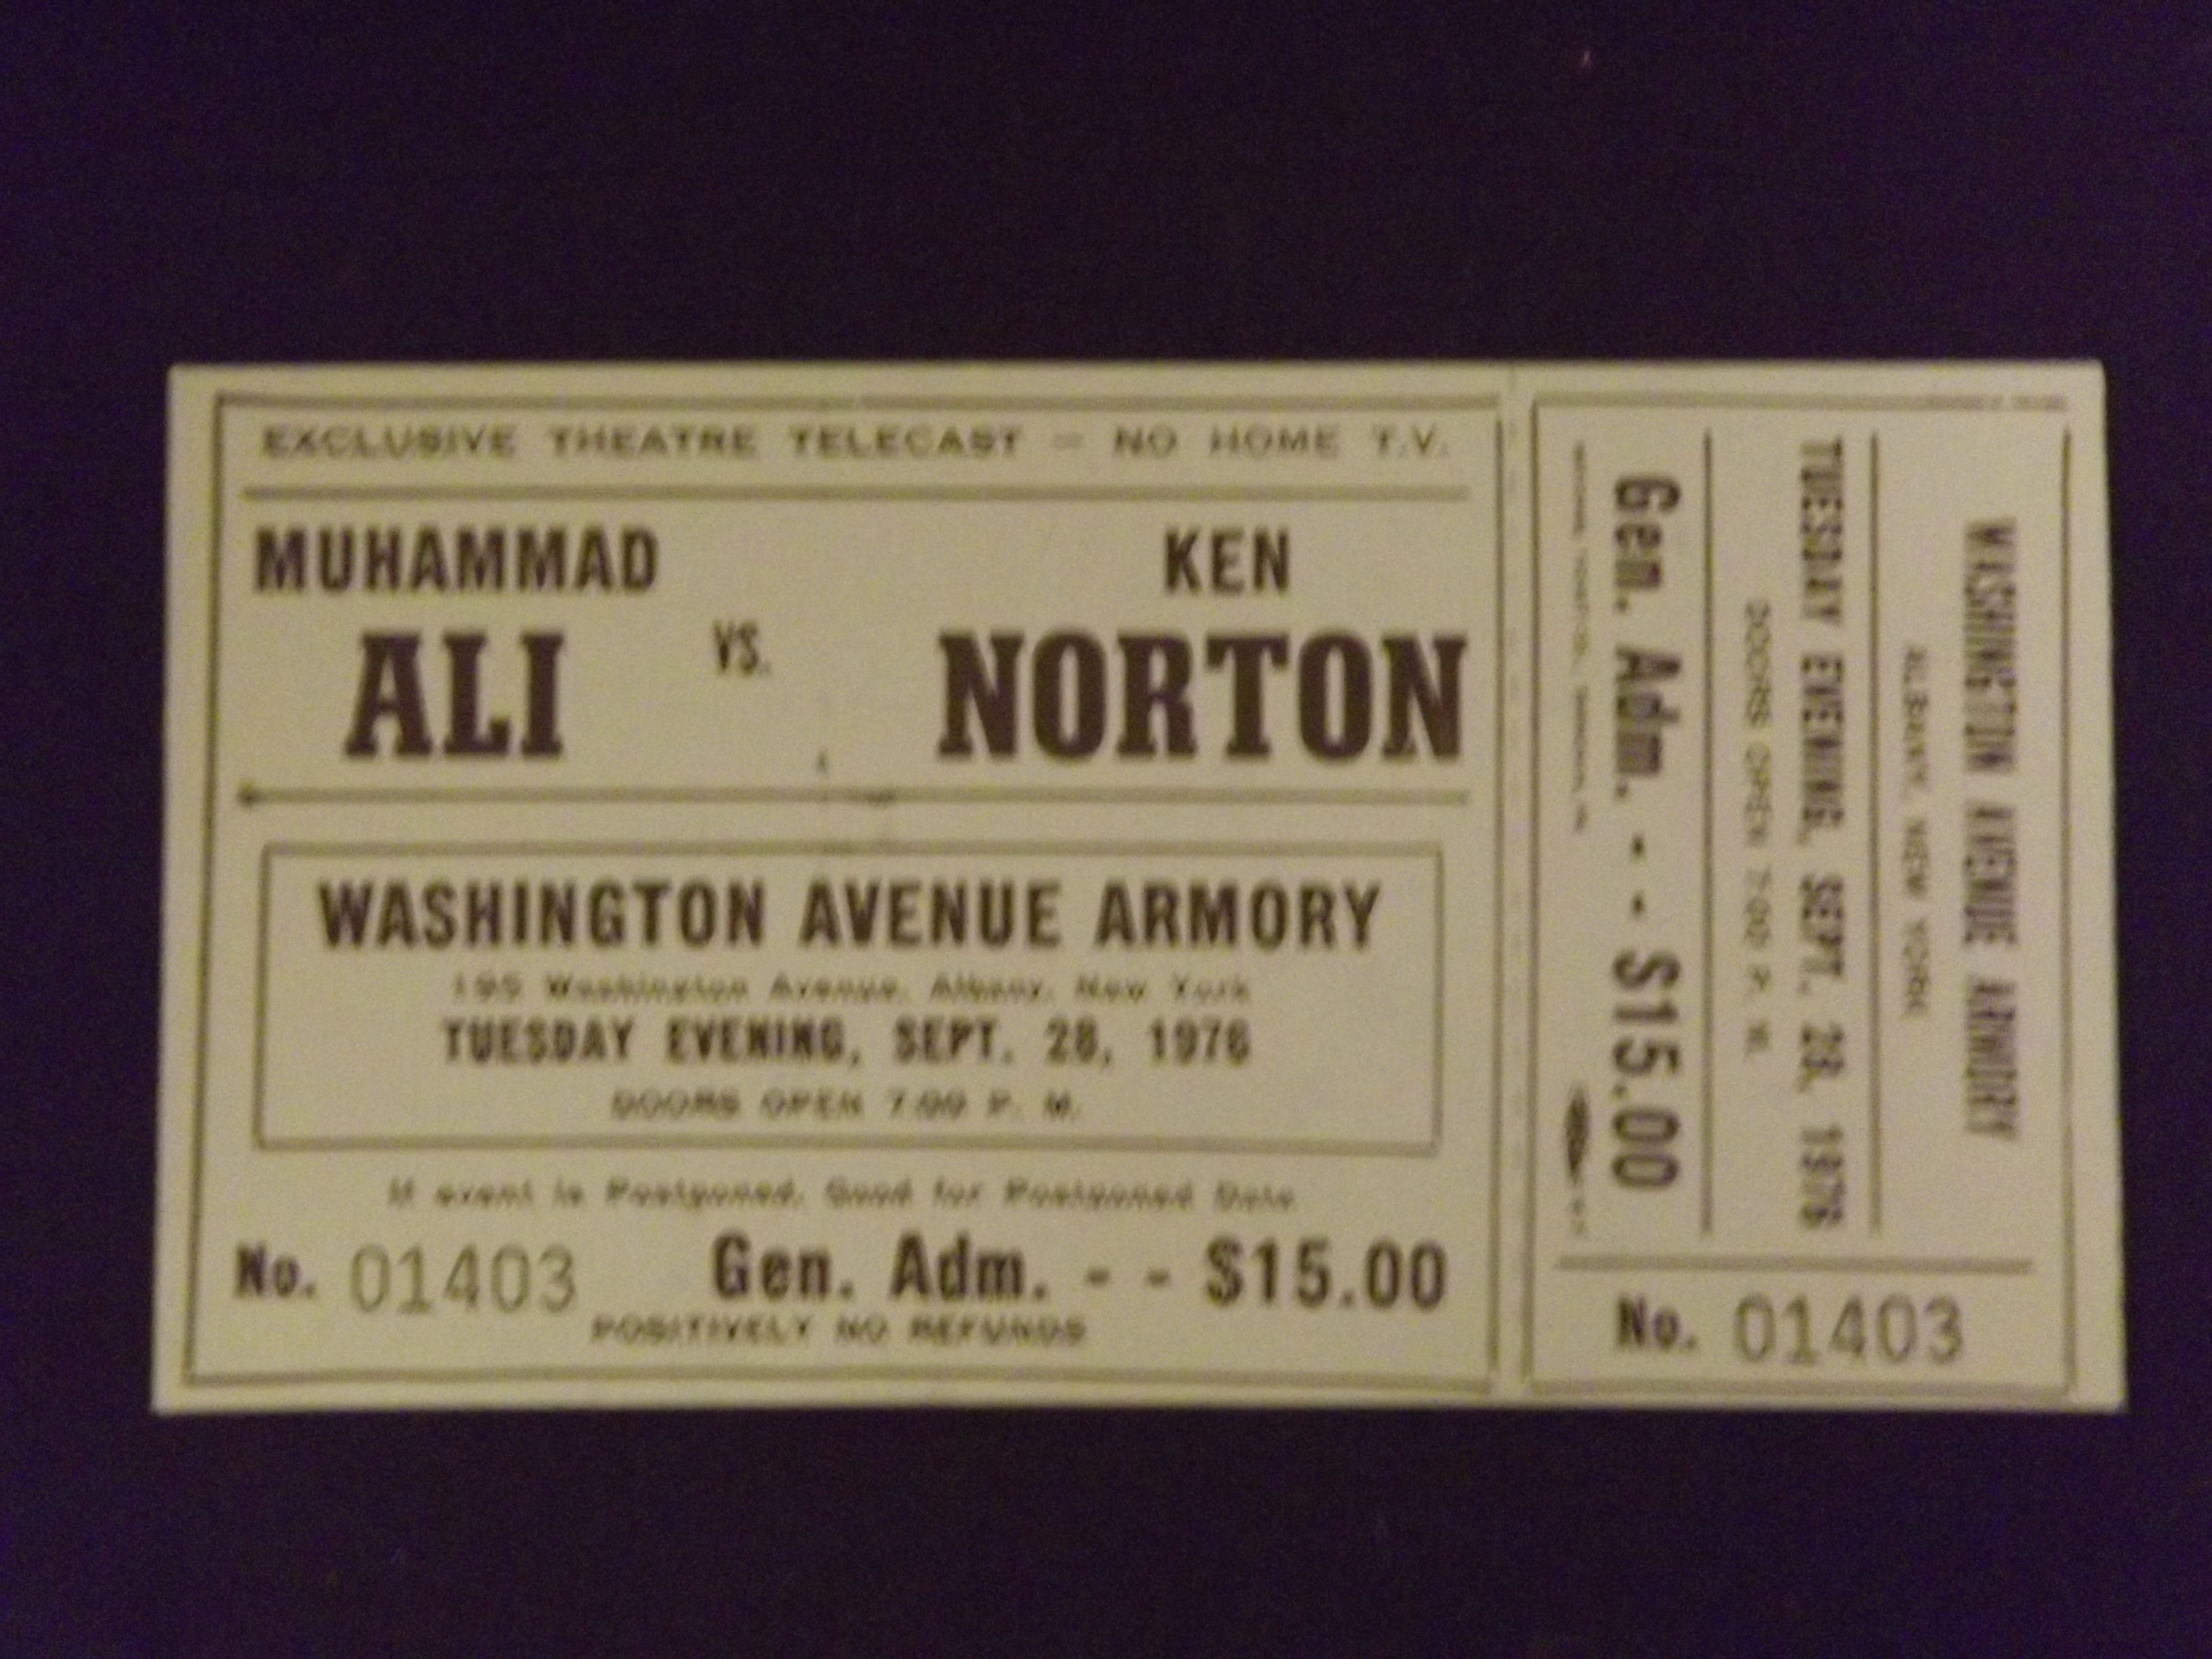 EXCLUSIVE THEATRE TELECAST - NO HOME T.V.
MUHAMMAD
ALI
VS.
KEN
NORTON
WASHINGTON AVENUE ARMORY
195 Washington Avenue, Albany, New York
TUESDAY EVENING, SEPT. 28, 1976
DOORS OPEN 7:00 P. M.
If event is Postponed, Good for Postponed Date
No. 01403 Gen. Adm. - - $15.00
POSITIVELY NO REFUNDS
WASHINGTON AVENUE ARMORY
ALBANY, NEW YORK
TUESDAY EVENING, SEPT. 28, 1976
DOORS OPEN 7:00 P. M.
Gen. Adm. - - $15.00
No. 01403